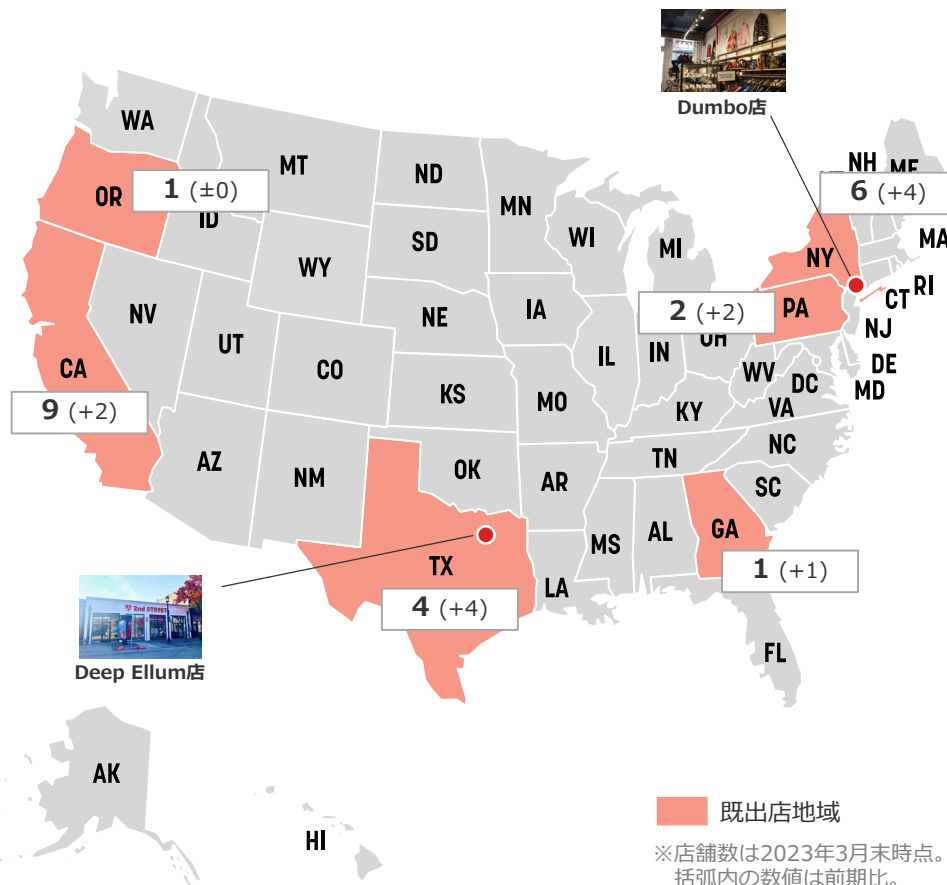 Dumbo店
WA
MT
ND
MN
NH
ME
OR
1 (±0)
6 (+4)
ID
SD
WI
MI
MA
WY
NY
NE
IA
2 (+2)
PA
CT
RI
NV
UT
CO
IL
IN
OH
NJ
CA
KS
MO
WV
DC
DE
MD
KY
VA
9 (+2)
AZ
NM
OK
AR
TN
NC
SC
MS
AL
GA
TX
LA
1 (+1)
4 (+4)
2nd STREET
Deep Ellum店
FL
AK
HI
既出店地域
※店舗数は2023年3月末時点。
括弧内の数値は前期比。